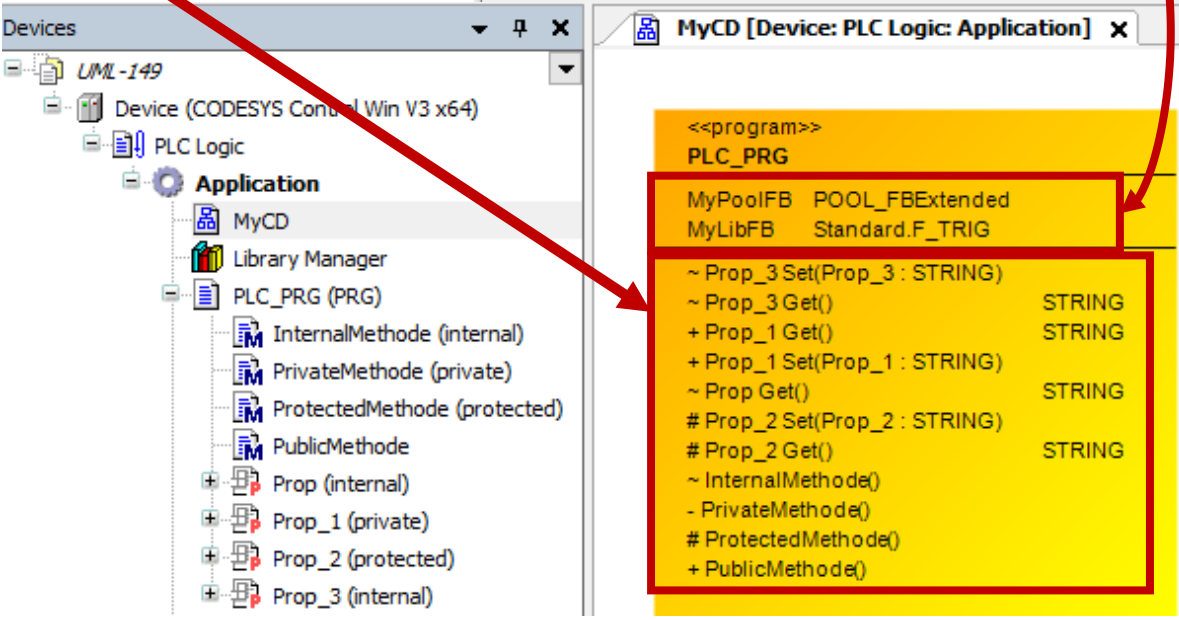 Devices
UML-149
Device (CODESYS Control Win V3 x64)
PLC Logic
Application
MyCD
Library Manager
PLC_PRG (PRG)
InternalMethode (internal)
PrivateMethode (private)
ProtectedMethode (protected)
PublicMethode
Prop (internal)
Prop_1 (private)
Prop_2 (protected)
Prop_3 (internal)
MyCD [Device: PLC Logic: Application]
<<program>>
PLC_PRG
MyPoolFB POOL_FBExtended
MyLibFB Standard.F_TRIG
~ Prop_3 Set(Prop_3 : STRING)
~ Prop_3 Get() STRING
+ Prop_1 Get() STRING
+ Prop_1 Set(Prop_1 : STRING)
~ Prop Get() STRING
# Prop_2 Set(Prop_2 : STRING)
# Prop_2 Get() STRING
~ InternalMethode()
- PrivateMethode()
# ProtectedMethode()
+ PublicMethode()